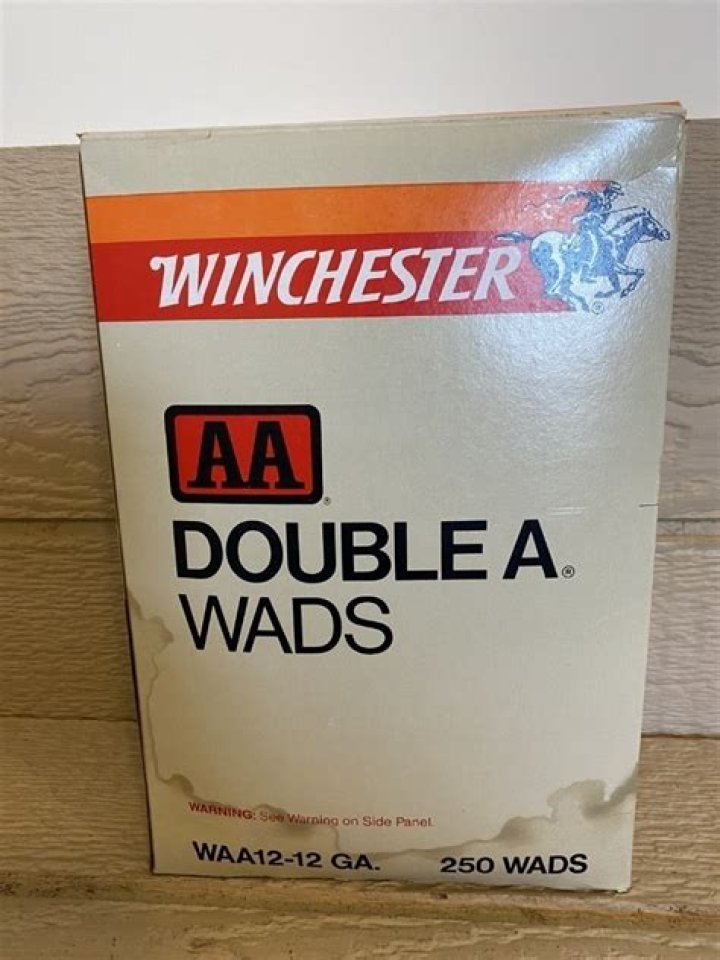 WINCHESTER
®
AA
®
DOUBLE A®
WADS
WARNING: See Warning on Side Panel.
WAA12-12 GA. 250 WADS